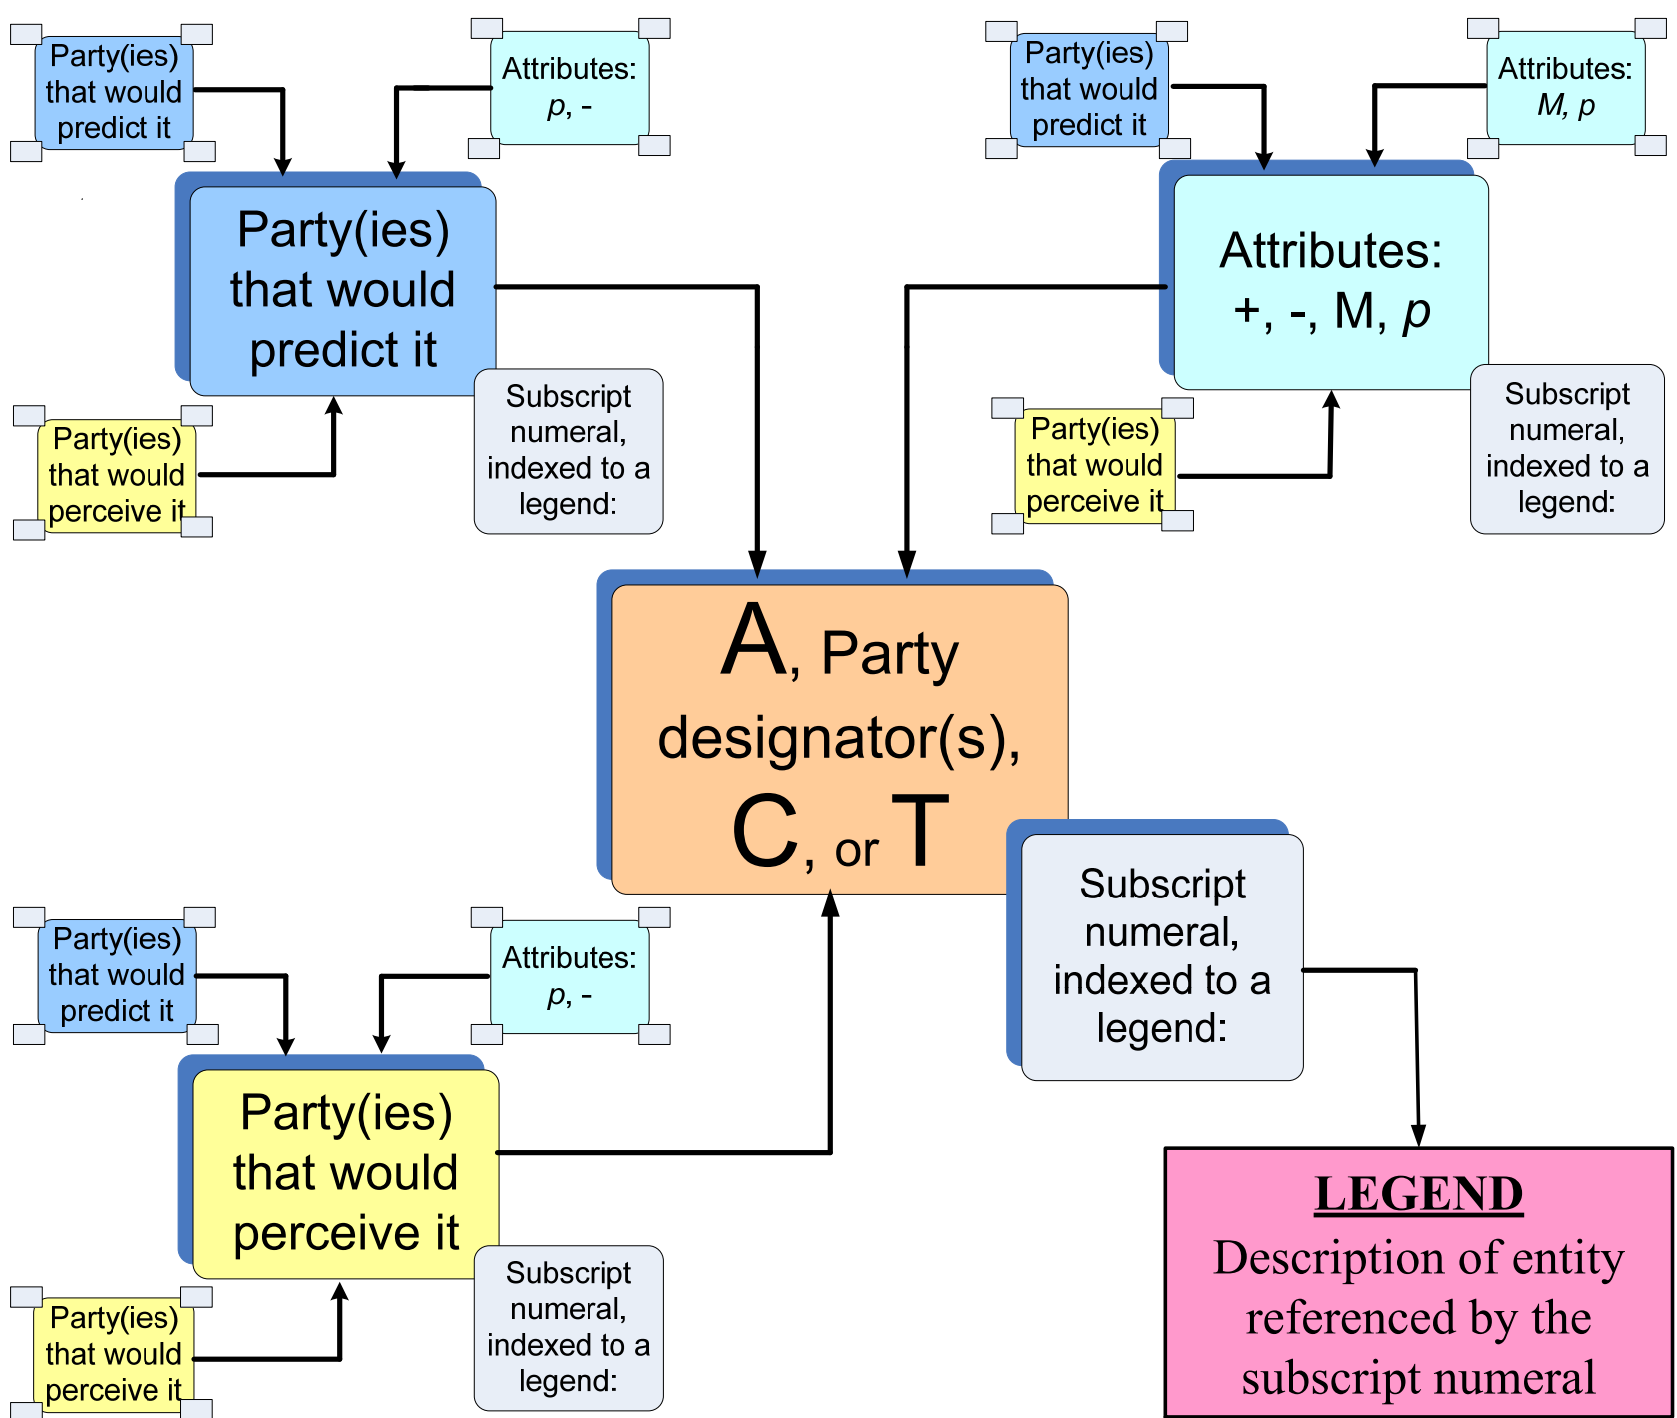 Party(ies)
that would
predict it
Attributes:
p, -
Party(ies)
that would
predict it
Attributes:
M, p
Party(ies)
that would
predict it
Attributes:
+, -, M, p
Party(ies)
that would
perceive it
Subscript
numeral,
indexed to a
legend:
Party(ies)
that would
perceive it
Subscript
numeral,
indexed to a
legend:
A, Party
designator(s),
C, or T
Subscript
numeral,
indexed to a
legend:
Party(ies)
that would
predict it
Attributes:
p, -
Party(ies)
that would
perceive it
Party(ies)
that would
perceive it
Subscript
numeral,
indexed to a
legend:
LEGEND
Description of entity
referenced by the
subscript numeral